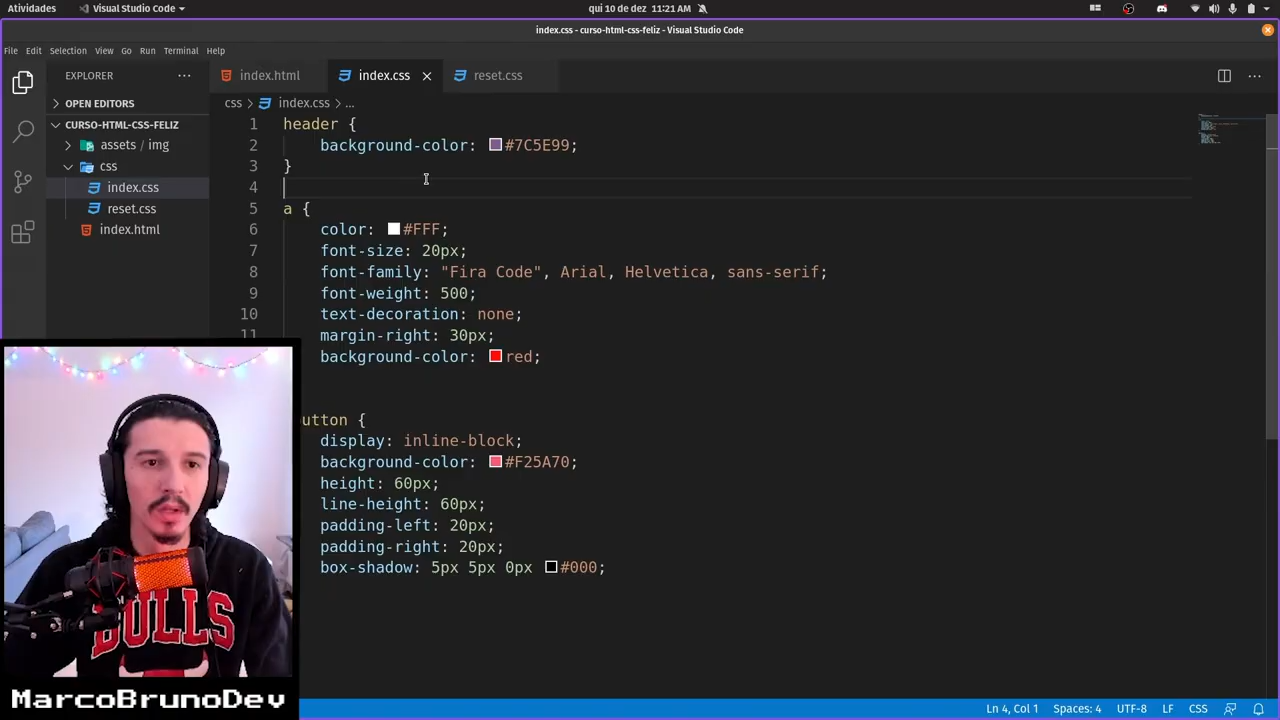 Atividades
Visual Studio Code
qui 10 de dez 11:21 AM
index.css - curso-html-css-feliz - Visual Studio Code
File Edit Selection View Go Run Terminal Help
EXPLORER
index.html
index.css
reset.css
OPEN EDITORS
css > index.css > ...
CURSO-HTML-CSS-FELIZ
assets / img
css
index.css
reset.css
index.html
1 header {
2 background-color: #7C5E99;
3 }
4
5 a {
6 color: #FFF;
7 font-size: 20px;
8 font-family: "Fira Code", Arial, Helvetica, sans-serif;
9 font-weight: 500;
10 text-decoration: none;
11 margin-right: 30px;
background-color: red;
utton {
display: inline-block;
background-color: #F25A70;
height: 60px;
line-height: 60px;
padding-left: 20px;
padding-right: 20px;
box-shadow: 5px 5px 0px #000;
BULLS
MarcoBrunoDev
Ln 4, Col 1 Spaces: 4 UTF-8 LF CSS